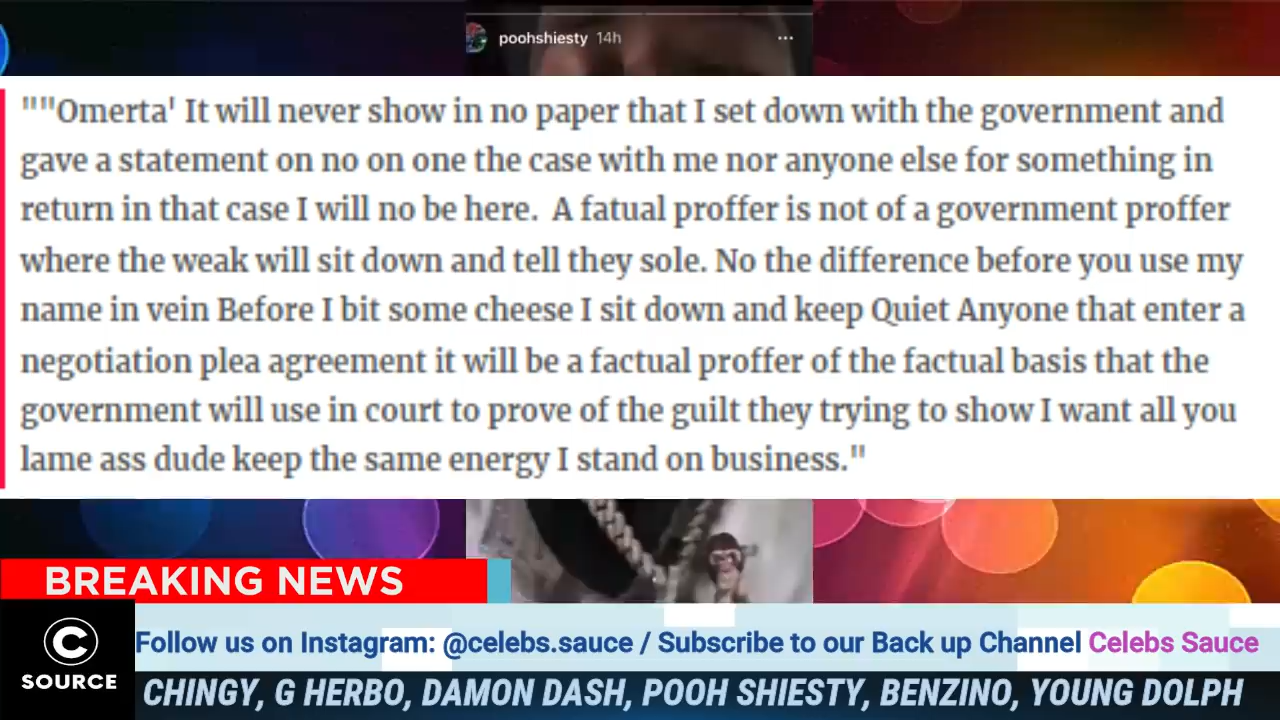 poohshiesty 14h ...
""Omerta' It will never show in no paper that I set down with the government and
gave a statement on no on one the case with me nor anyone else for something in
return in that case I will no be here.  A fatual proffer is not of a government proffer
where the weak will sit down and tell they sole. No the difference before you use my
name in vein Before I bit some cheese I sit down and keep Quiet Anyone that enter a
negotiation plea agreement it will be a factual proffer of the factual basis that the
government will use in court to prove of the guilt they trying to show I want all you
lame ass dude keep the same energy I stand on business."
BREAKING NEWS
C
SOURCE
Follow us on Instagram: @celebs.sauce / Subscribe to our Back up Channel Celebs Sauce
CHINGY, G HERBO, DAMON DASH, POOH SHIESTY, BENZINO, YOUNG DOLPH